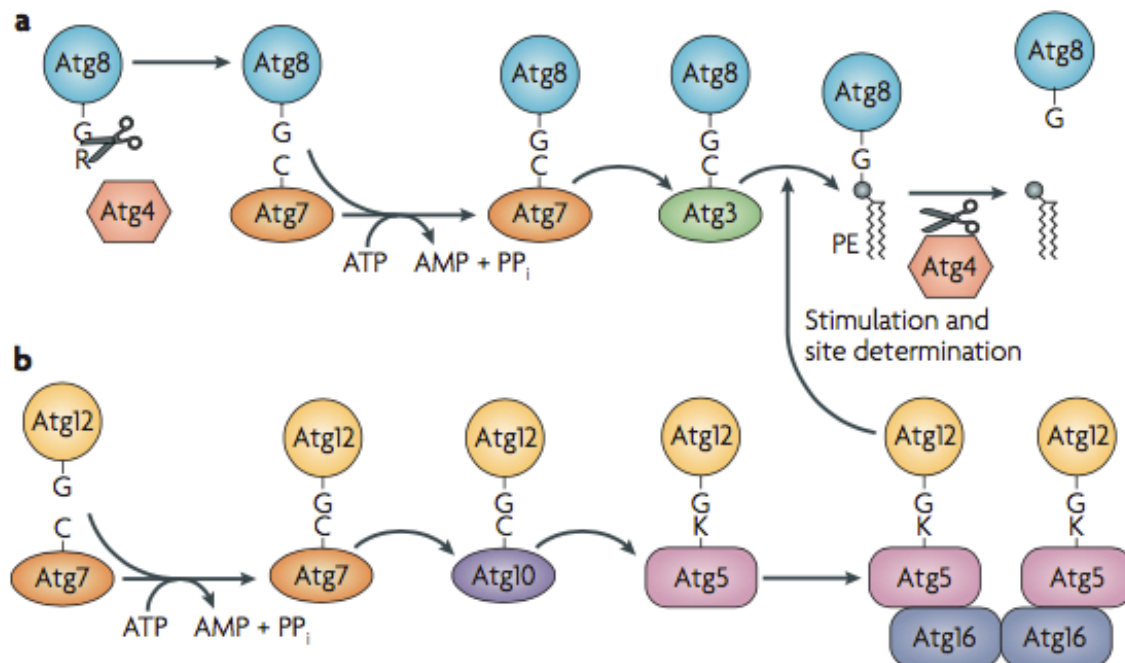 a
Atg8 Atg8 Atg8 Atg8 Atg8 Atg8
G G G G G G
R C C C
Atg4 Atg7 Atg7 Atg3 PE Atg4
ATP AMP + PPi
Stimulation and
site determination
b
Atg12 Atg12 Atg12 Atg12 Atg12 Atg12
G G G G G G
C C C K K K
Atg7 Atg7 Atg10 Atg5 Atg5 Atg5
ATP AMP + PPi
Atg16 Atg16